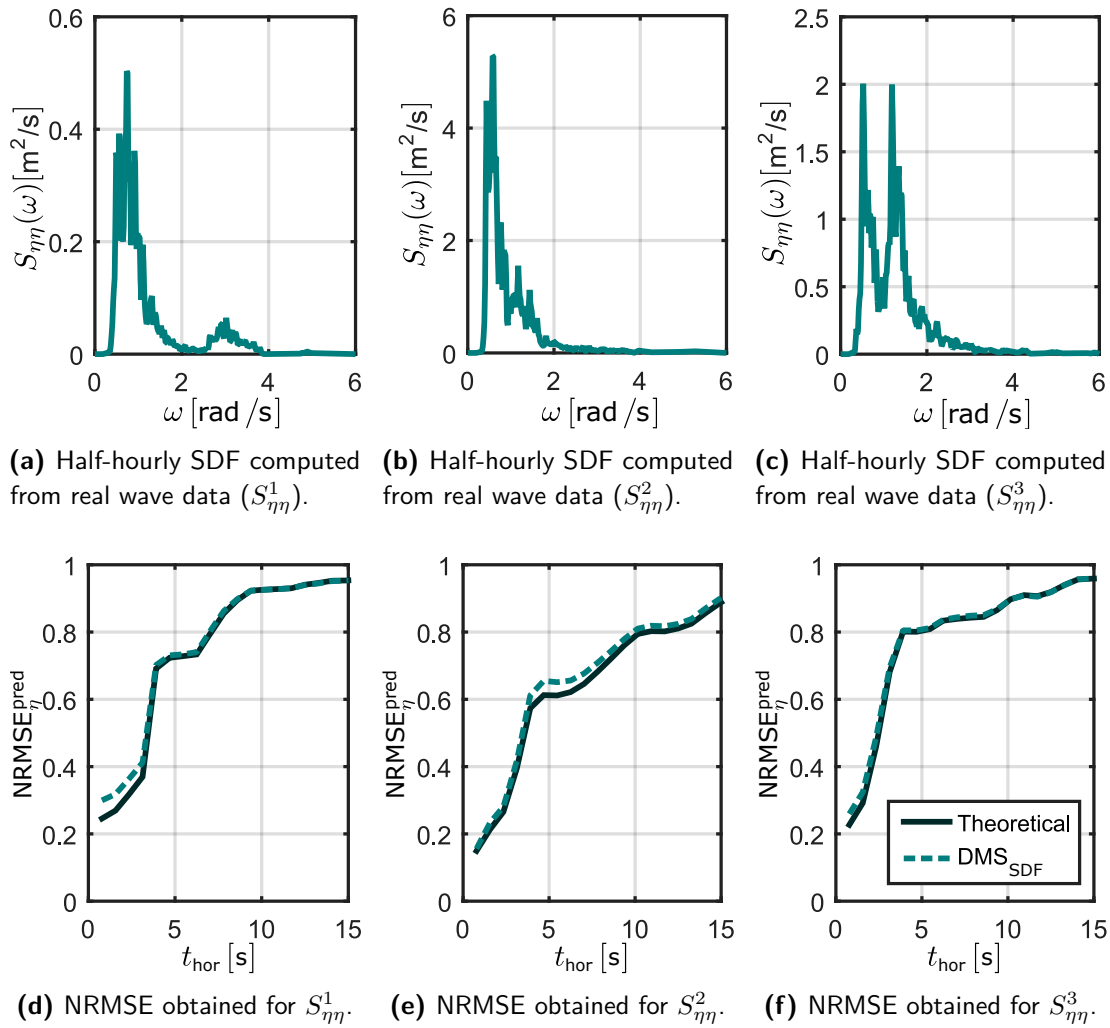 0.6
0.4
0.2
0
S_ηη(ω) [m²/s]
0 2 4 6
ω [rad /s]
6
4
2
0
S_ηη(ω)[m²/s]
0 2 4 6
ω [rad /s]
2.5
2
1.5
1
0.5
0
S_ηη(ω)[m²/s]
0 2 4 6
ω [rad /s]
(a) Half-hourly SDF computed
from real wave data (S¹_ηη).
(b) Half-hourly SDF computed
from real wave data (S²_ηη).
(c) Half-hourly SDF computed
from real wave data (S³_ηη).
1
0.8
0.6
0.4
0.2
0
NRMSE_η^pred
0 5 10 15
t_hor [s]
1
0.8
0.6
0.4
0.2
0
NRMSE_η^pred
0 5 10 15
t_hor [s]
1
0.8
0.6
0.4
0.2
0
NRMSE_η^pred
Theoretical
DMS_SDF
0 5 10 15
t_hor [s]
(d) NRMSE obtained for S¹_ηη.
(e) NRMSE obtained for S²_ηη.
(f) NRMSE obtained for S³_ηη.